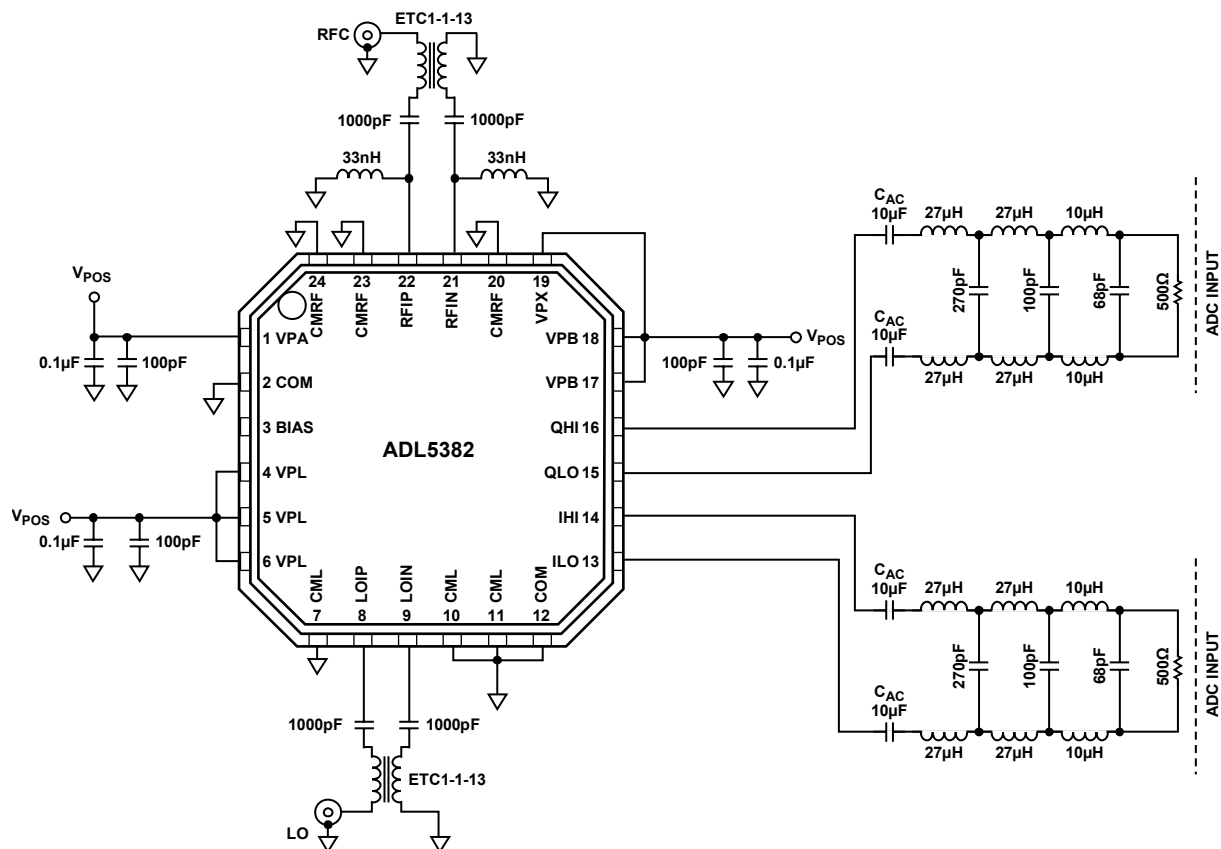 ETC1-1-13
RFC
1000pF
1000pF
33nH
33nH
24
23
22
21
20
19
CMRF
CMRF
RFIP
RFIN
CMRF
VPX
VPOS
0.1µF
100pF
1 VPA
2 COM
3 BIAS
4 VPL
5 VPL
6 VPL
VPOS
0.1µF
100pF
ADL5382
VPB 18
VPB 17
QHI 16
QLO 15
IHI 14
ILO 13
100pF
0.1µF
VPOS
CML
LOIP
LOIN
CML
CML
COM
7
8
9
10
11
12
1000pF
1000pF
ETC1-1-13
LO
CAC
10µF
27µH
27µH
10µH
270pF
100pF
68pF
500Ω
CAC
10µF
27µH
27µH
10µH
ADC INPUT
CAC
10µF
27µH
27µH
10µH
270pF
100pF
68pF
500Ω
CAC
10µF
27µH
27µH
10µH
ADC INPUT